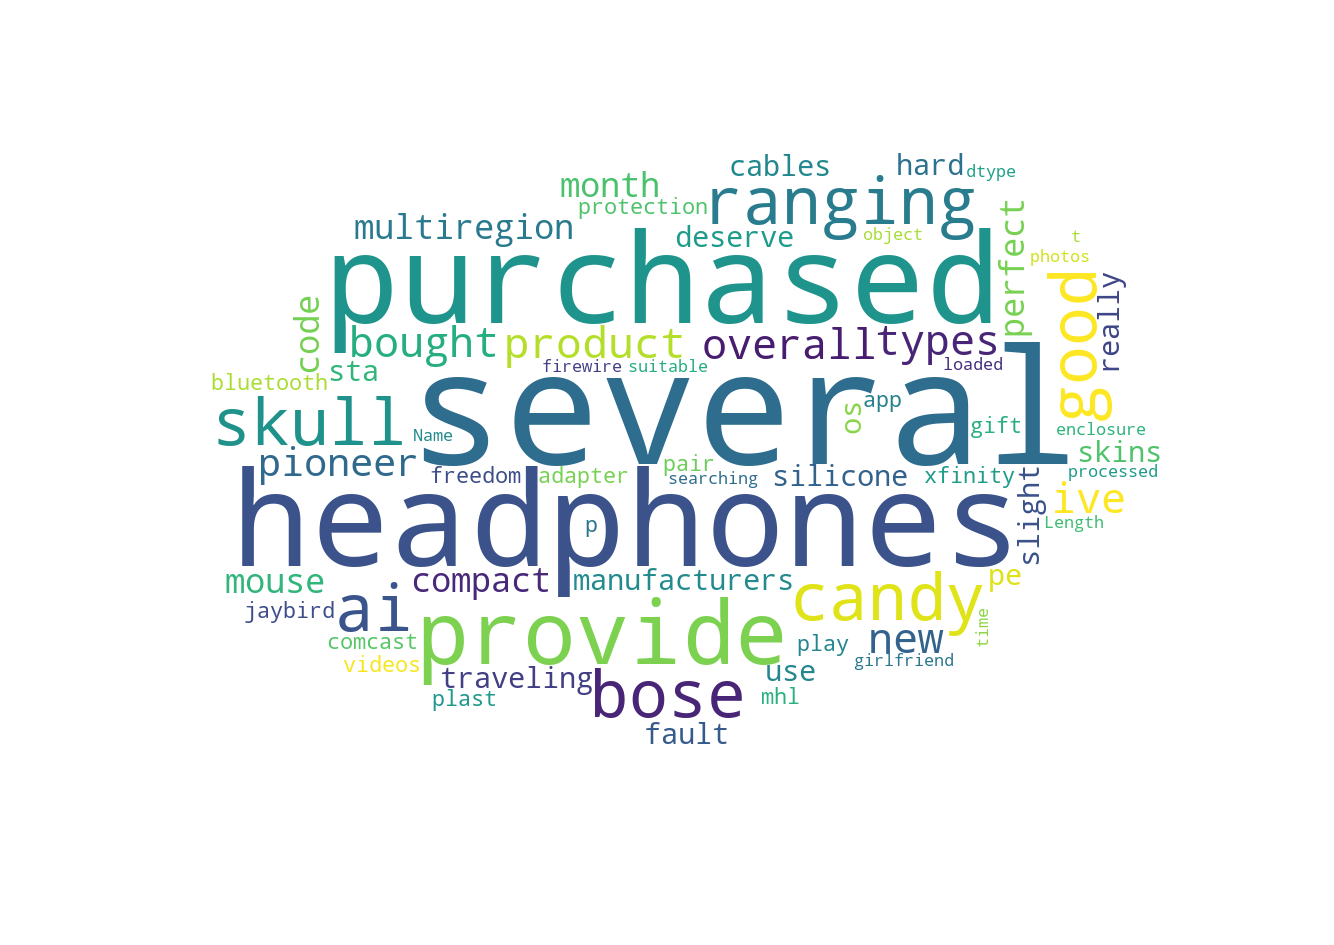 cables
hard
dtype
month
protection
ranging
multiregion
deserve
object
perfect
t
photos
purchased
good
really
code
bought
product
overall
types
firewire
suitable
loaded
sta
bluetooth
several
os
app
gift
skull
Name
enclosure
skins
pioneer
freedom
adapter
pair
searching
silicone
xfinity
processed
slight
ive
Length
headphones
p
mouse
compact
manufacturers
candy
pe
jaybird
ai
provide
time
comcast
play
new
girlfriend
videos
traveling
bose
use
plast
mhl
fault